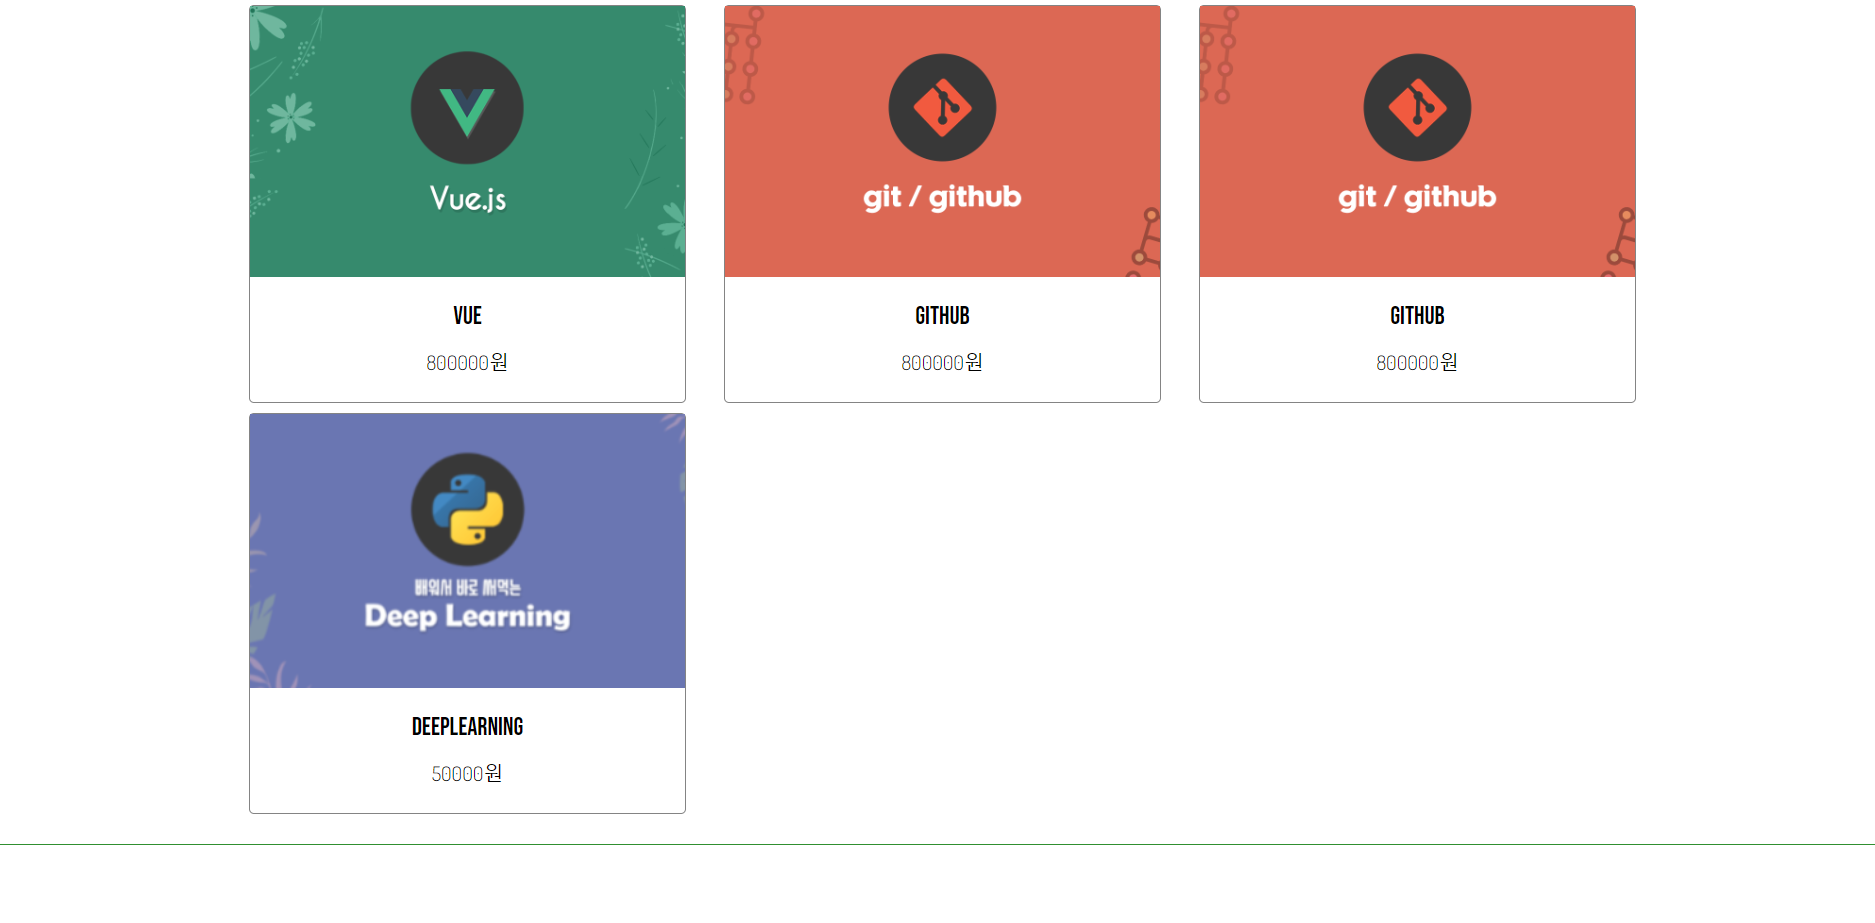 Vue.js
VUE
800000원
git / github
GITHUB
800000원
git / github
GITHUB
800000원
배워서 바로 써먹는
Deep Learning
DEEPLEARNING
50000원